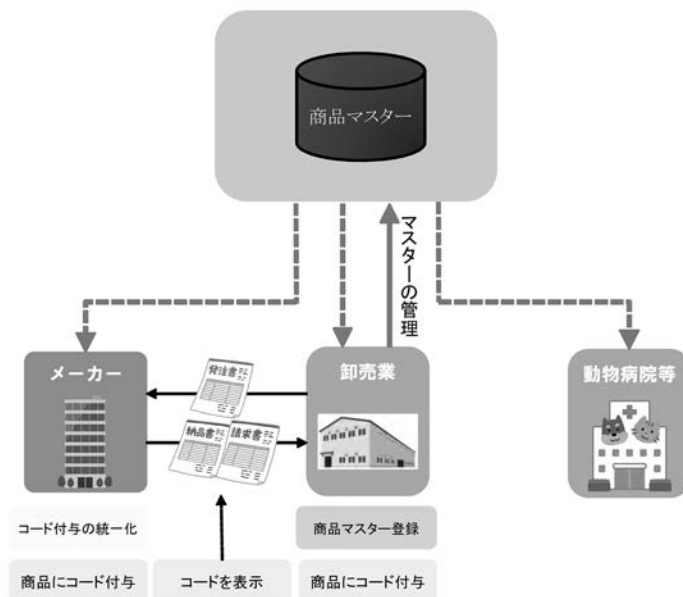 商品マスター
マスターの管理
メーカー
発注書
卸売業
動物病院等
納品書
請求書
コード付与の統一化
商品マスター登録
商品にコード付与
コードを表示
商品にコード付与